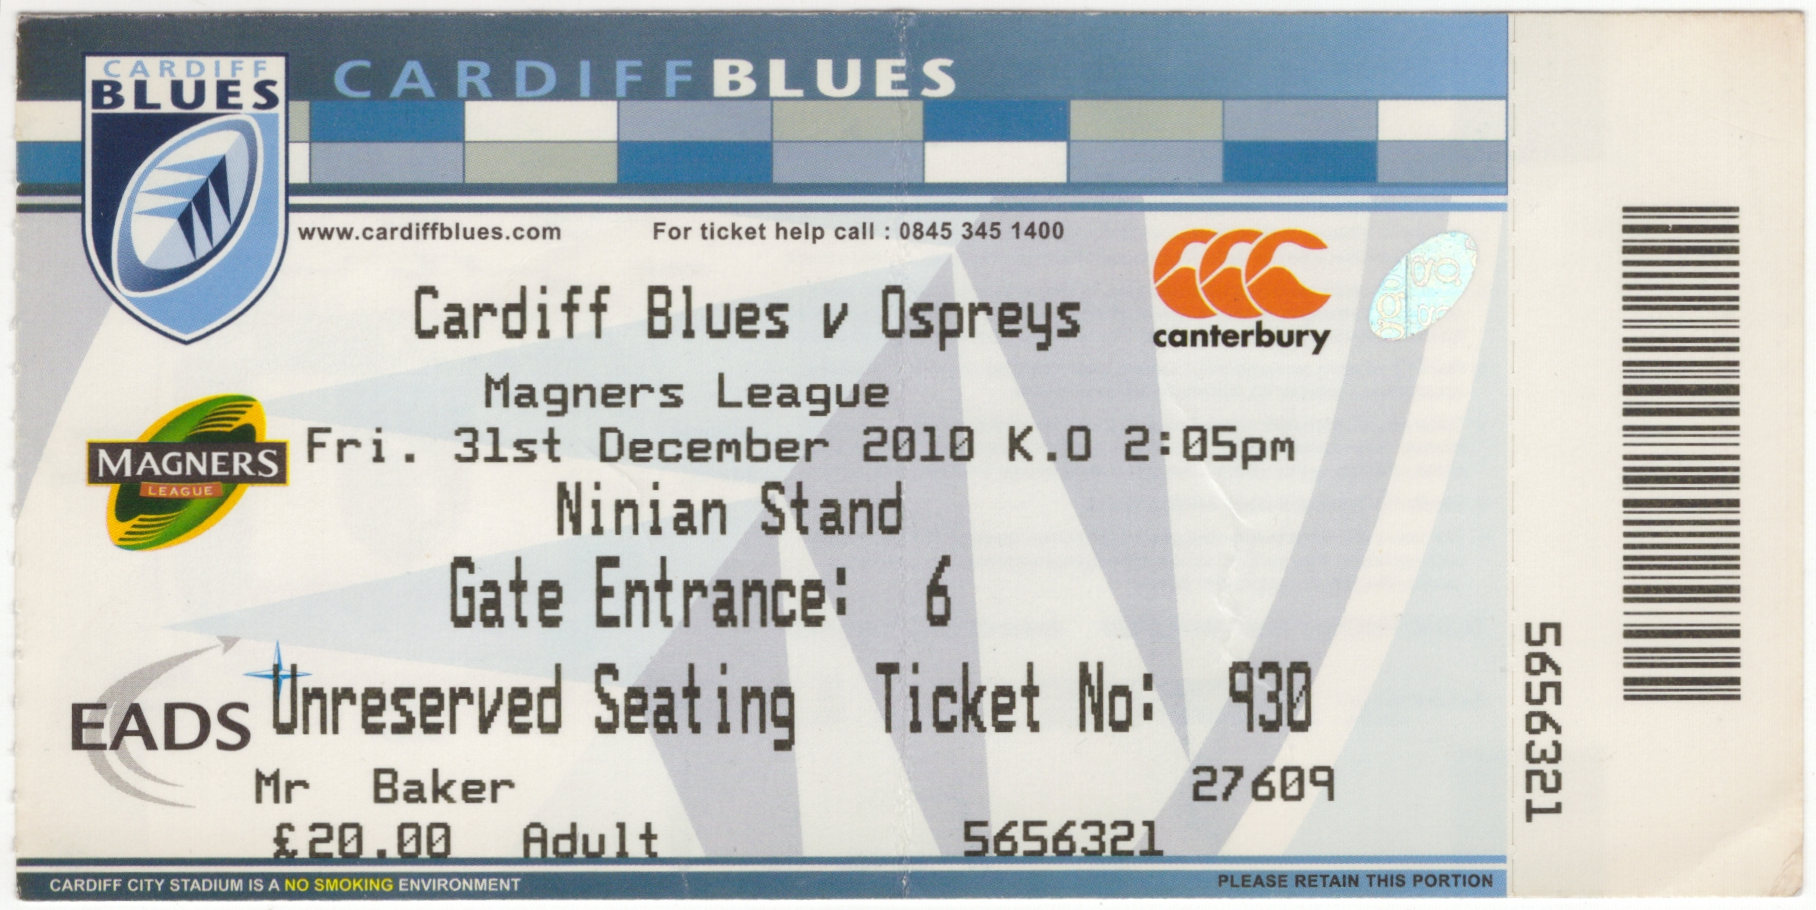 CARDIFF
BLUES
CARDIFFBLUES
www.cardiffblues.com For ticket help call : 0845 345 1400
Cardiff Blues v Ospreys
canterbury
Magners League
Fri. 31st December 2010 K.O 2:05pm
MAGNERS
LEAGUE
Ninian Stand
Gate Entrance: 6
EADS
Unreserved Seating Ticket No: 930
Mr Baker 27609
£20.00 Adult 5656321
CARDIFF CITY STADIUM IS A NO SMOKING ENVIRONMENT PLEASE RETAIN THIS PORTION
5656321